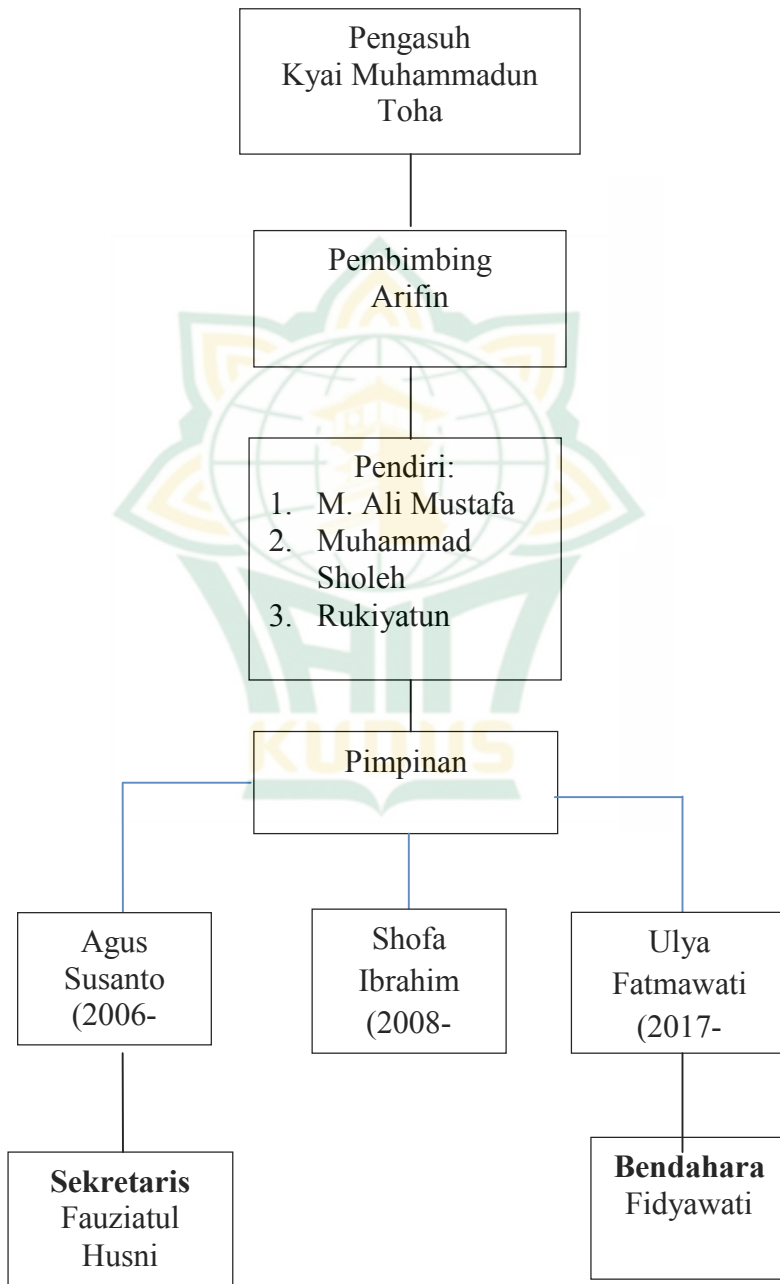 Pengasuh
Kyai Muhammadun
Toha
Pembimbing
Arifin
Pendiri:
1. M. Ali Mustafa
2. Muhammad
Sholeh
3. Rukiyatun
KUDUS
Pimpinan
Agus
Susanto
(2006-
Shofa
Ibrahim
(2008-
Ulya
Fatmawati
(2017-
Sekretaris
Fauziatul
Husni
Bendahara
Fidyawati